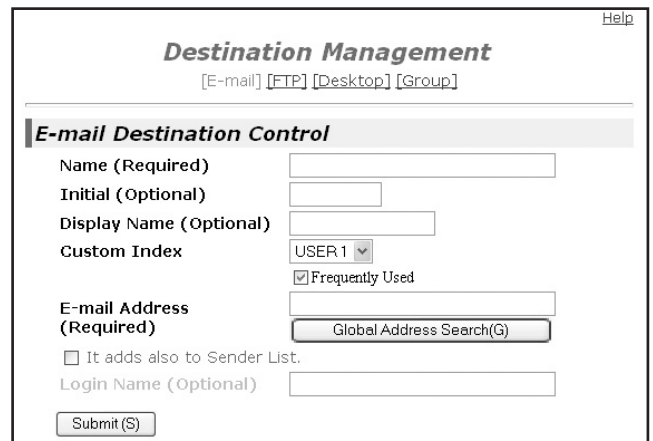 Help
Destination Management
[E-mail] [FTP] [Desktop] [Group]
E-mail Destination Control
Name (Required)
Initial (Optional)
Display Name (Optional)
Custom Index USER 1
Frequently Used
E-mail Address
(Required)
Global Address Search(G)
It adds also to Sender List.
Login Name (Optional)
Submit (S)